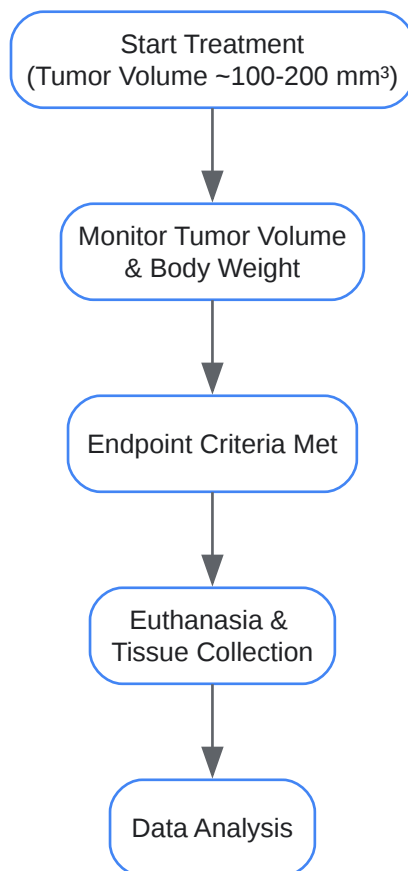 Start Treatment
(Tumor Volume ~100-200 mm³)
Monitor Tumor Volume
& Body Weight
Endpoint Criteria Met
Euthanasia &
Tissue Collection
Data Analysis